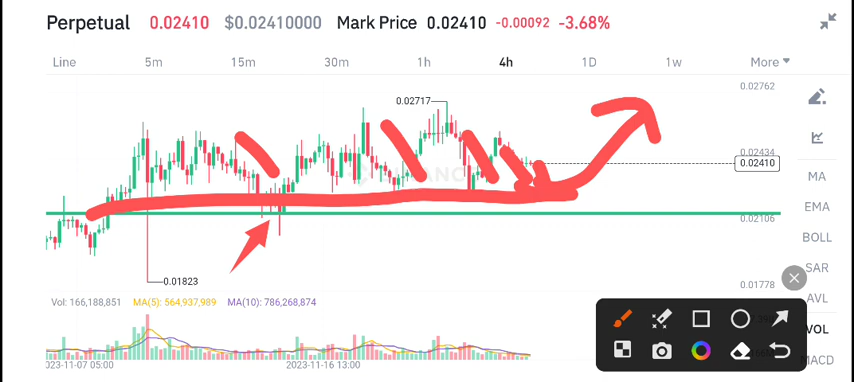 Perpetual 0.02410 $0.02410000 Mark Price 0.02410 -0.00092 -3.68%
Line 5m 15m 30m 1h 4h 1D 1w More
0.02762
0.02717
0.02434
0.02410
MA
EMA
0.02106
BOLL
SAR
0.01823
0.01778
AVL
Vol: 166,188,851 MA(5): 564,937,989 MA(10): 786,268,874
VOL
MACD
023-11-07 05:00 2023-11-16 13:00